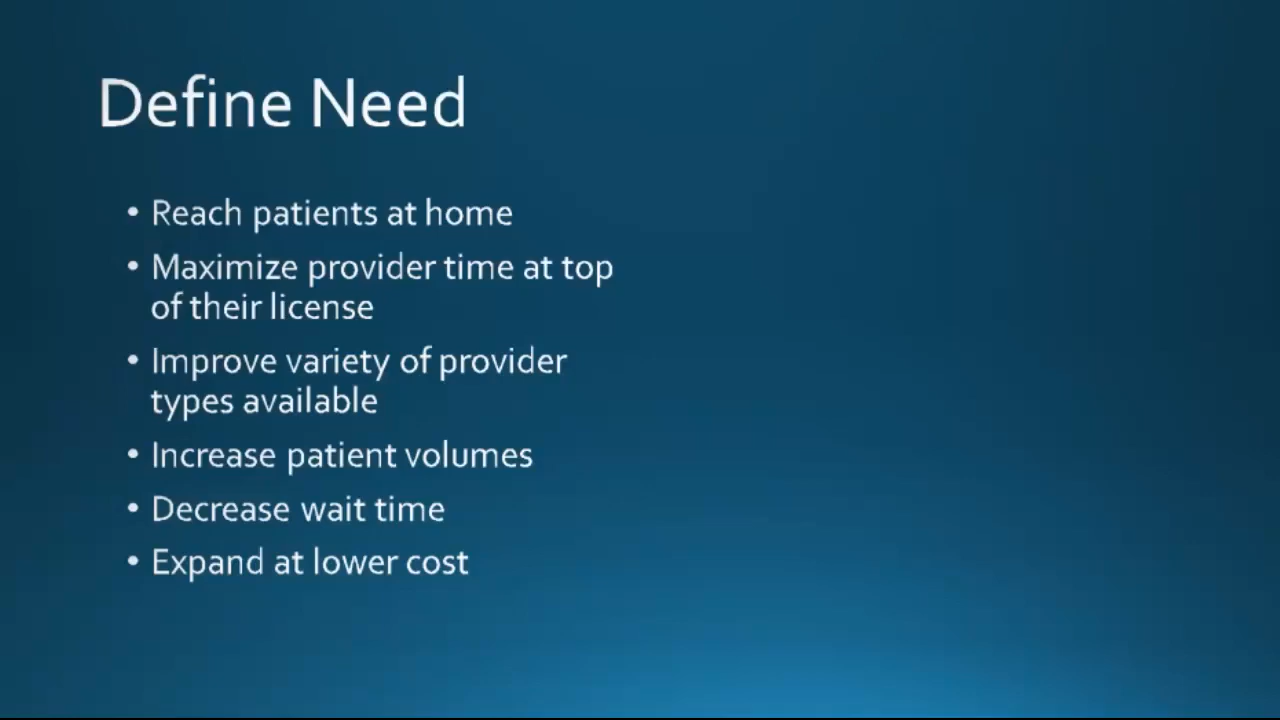 Define Need
• Reach patients at home
• Maximize provider time at top
of their license
• Improve variety of provider
types available
• Increase patient volumes
• Decrease wait time
• Expand at lower cost